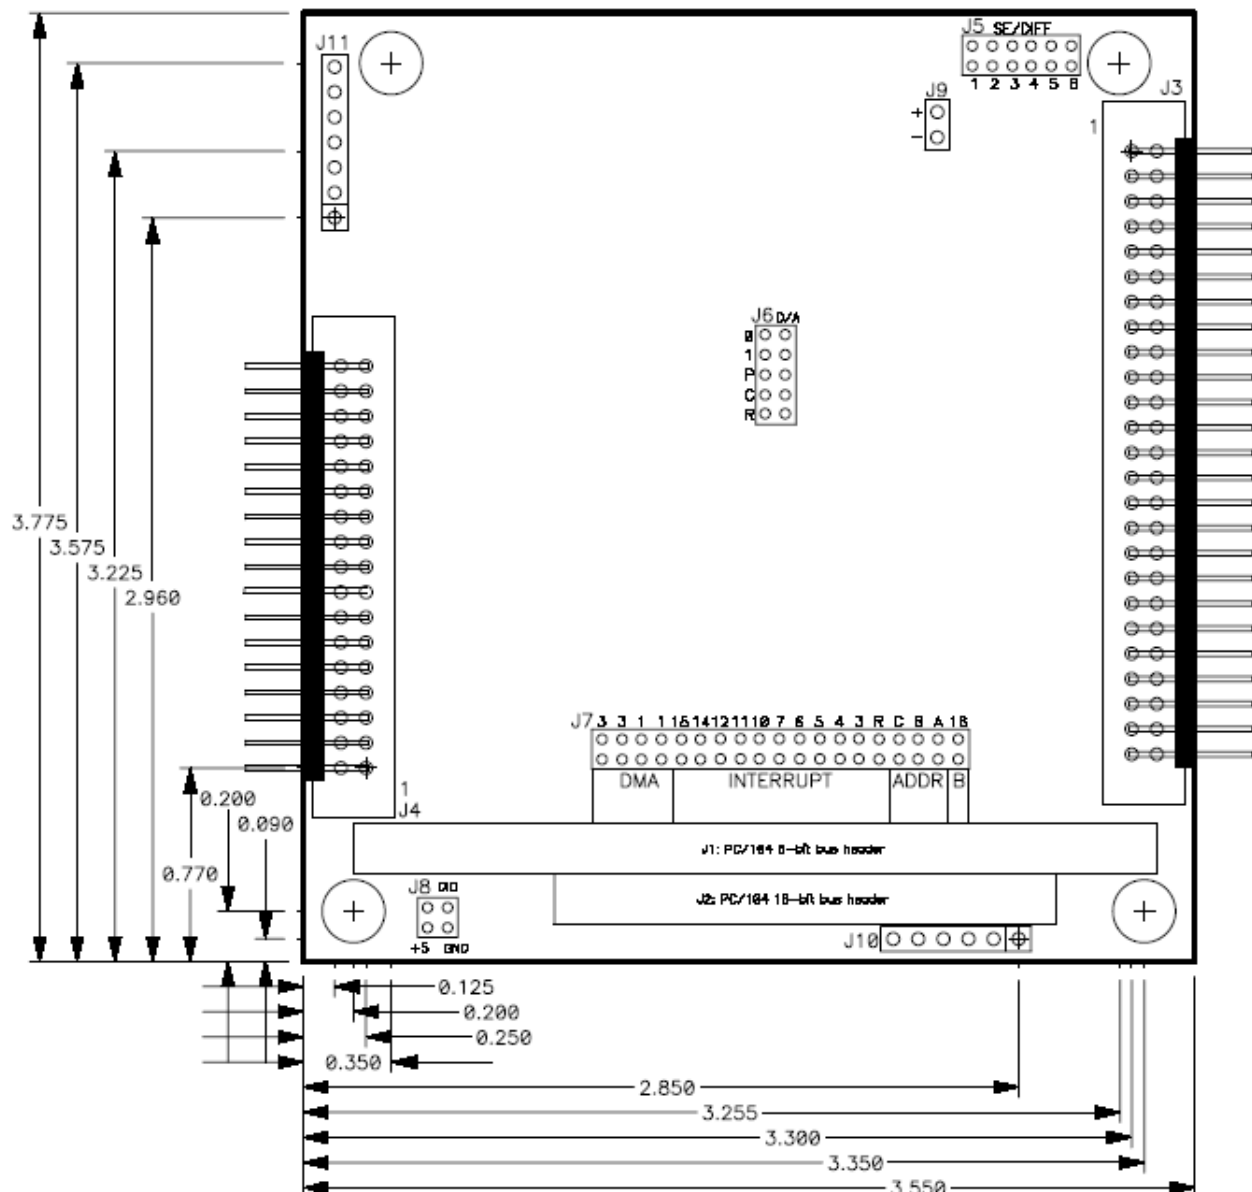 J11
J5 SE/DIFF
1 2 3 4 5 6
J9
+
-
J3
1
J6 D/A
0
1
P
C
R
3.775
3.575
3.225
2.960
J7 3 3 1 1 15 14 12 11 10 7 6 5 4 3 R C B A 16
DMA INTERRUPT ADDR B
1
J4
0.200
0.090
0.770
J1: PC/104 8-bit bus header
J2: PC/104 16-bit bus header
J8 DIO
+5 GND
J10
0.125
0.200
0.250
0.350
2.850
3.255
3.300
3.350
3.550